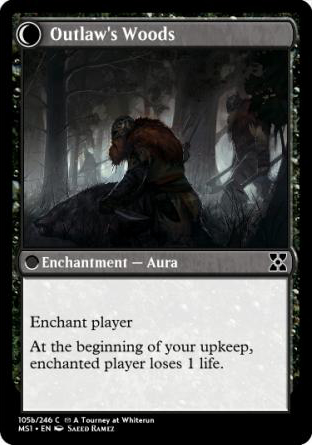 Outlaw's Woods
Enchantment — Aura
Enchant player
At the beginning of your upkeep,
enchanted player loses 1 life.
105b/246 C A Tourney at Whiterun
MS1 • EN Saeed Ramez